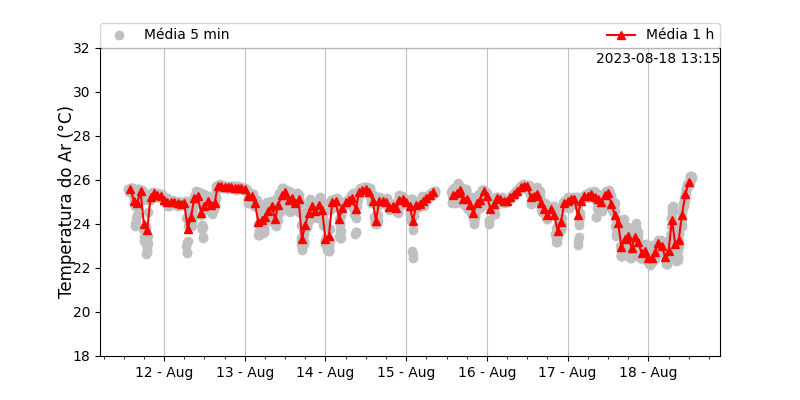 Média 5 min
Média 1 h
2023-08-18 13:15
Temperatura do Ar (°C)
32
30
28
26
24
22
20
18
12 - Aug
13 - Aug
14 - Aug
15 - Aug
16 - Aug
17 - Aug
18 - Aug